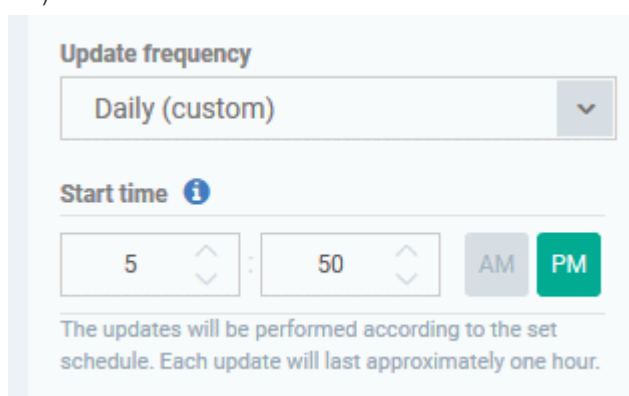 Update frequency
Daily (custom)
Start time
5 : 50 AM PM
The updates will be performed according to the set
schedule. Each update will last approximately one hour.